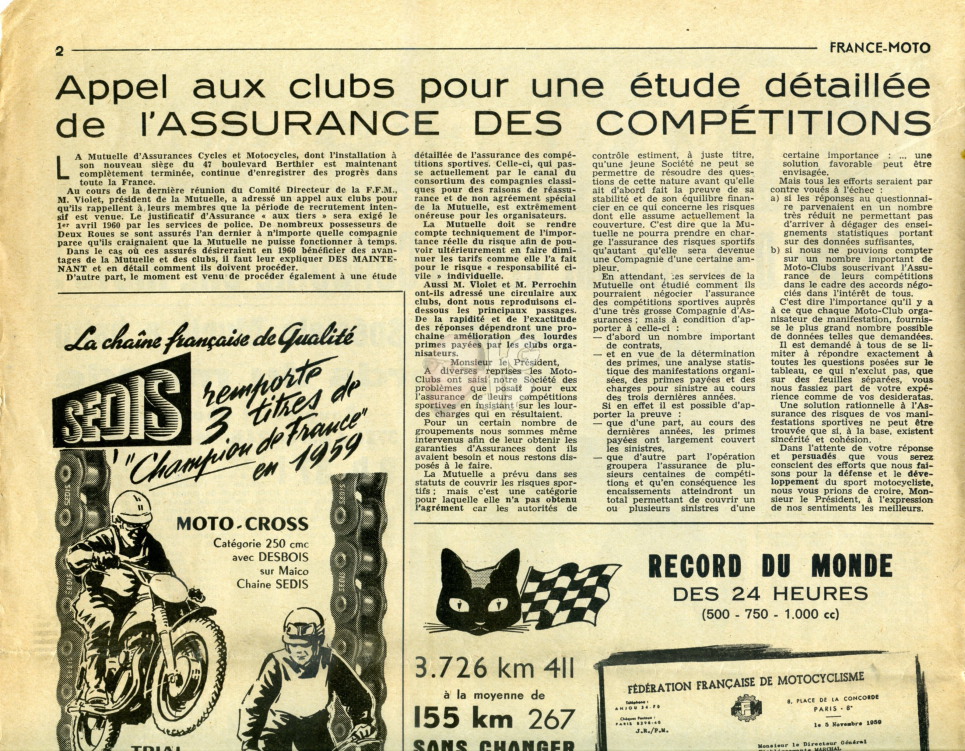 2
FRANCE-MOTO
Appel aux clubs pour une étude détaillée
de l'ASSURANCE DES COMPÉTITIONS
LA Mutuelle d'Assurances Cycles et Motocycles, dont l'installation à
son nouveau siège du 47 boulevard Berthier est maintenant
complètement terminée, continue d'enregistrer des progrès dans
toute la France.
Au cours de la dernière réunion du Comité Directeur de la F.F.M.,
M. Violet, président de la Mutuelle, a adressé un appel aux clubs pour
qu'ils rappellent à leurs membres que la période de recrutement inten-
sif est venue. Le justificatif d'Assurance « aux tiers » sera exigé le
1er avril 1960 par les services de police. De nombreux possesseurs de
Deux Roues se sont assurés l'an dernier à n'importe quelle compagnie
parce qu'ils craignaient que la Mutuelle ne puisse fonctionner à temps.
Dans le cas où ces assurés désireraient en 1960 bénéficier des avan-
tages de la Mutuelle et des clubs, il faut leur expliquer DES MAINTE-
NANT et en détail comment ils doivent procéder.
D'autre part, le moment est venu de procéder également à une étude
détaillée de l'assurance des compé-
titions sportives. Celle-ci, qui pas-
se actuellement par le canal du
consortium des compagnies classi-
ques pour des raisons de réassu-
rance et de non agrément spécial
de la Mutuelle, est extrêmement
onéreuse pour les organisateurs.
La Mutuelle doit se rendre
compte techniquement de l'impor-
tance réelle du risque afin de pou-
voir ultérieurement en faire dimi-
nuer les tarifs comme elle l'a fait
pour le risque « responsabilité ci-
vile » individuelle.
Aussi M. Violet et M. Perrochin
ont-ils adressé une circulaire aux
clubs, dont nous reproduisons ci-
dessous les principaux passages.
De la rapidité et de l'exactitude
des réponses dépendront une pro-
chaine amélioration des lourdes
primes payées par les clubs orga-
nisateurs.
Monsieur le Président,
A diverses reprises les Moto-
Clubs ont saisi notre Société des
problèmes que posait pour eux
l'assurance de leurs compétitions
sportives en insistant sur les lour-
des charges qui en résultaient.
Pour un certain nombre de
groupements nous sommes même
intervenus afin de leur obtenir les
garanties d'Assurances dont ils
avaient besoin et nous restons dis-
posés à le faire.
La Mutuelle a prévu dans ses
statuts de couvrir les risques spor-
tifs ; mais c'est une catégorie
pour laquelle elle n'a pas obtenu
l'agrément car les autorités de
contrôle estiment, à juste titre,
qu'une jeune Société ne peut se
permettre de résoudre des ques-
tions de cette nature avant qu'elle
ait d'abord fait la preuve de sa
stabilité et de son équilibre finan-
cier en ce qui concerne les risques
dont elle assume actuellement la
couverture. C'est dire que la Mu-
tuelle ne pourra prendre en char-
ge l'assurance des risques sportifs
qu'autant qu'elle sera devenue
une Compagnie d'une certaine am-
pleur.
En attendant, les services de la
Mutuelle ont étudié comment ils
pourraient négocier l'assurance
des compétitions sportives auprès
d'une très grosse Compagnie d'As-
surances ; mais à condition d'ap-
porter à celle-ci :
— d'abord un nombre important
de contrats,
— et en vue de la détermination
des primes, une analyse statis-
tique des manifestations organi-
sées, des primes payées et des
charges pour sinistre au cours
des trois dernières années.
Si en effet il est possible d'ap-
porter la preuve :
— que d'une part, au cours des
dernières années, les primes
payées ont largement couvert
les sinistres,
— que d'autre part l'opération
groupera l'assurance de plu-
sieurs centaines de compéti-
tions et qu'en conséquence les
encaissements atteindront un
total permettant de couvrir un
ou plusieurs sinistres d'une
certaine importance : ... une
solution favorable peut être
envisagée.
Mais tous les efforts seraient par
contre voués à l'échec :
a) si les réponses au questionnai-
re parvenaient en un nombre
très réduit ne permettant pas
d'arriver à dégager des ensei-
gnements statistiques portant
sur des données suffisantes,
b) si nous ne pouvions compter
sur un nombre important de
Moto-Clubs souscrivant l'Assu-
rance de leurs compétitions
dans le cadre des accords négo-
ciés dans l'intérêt de tous.
C'est dire l'importance qu'il y a
à ce que chaque Moto-Club orga-
nisateur de manifestation, fournis-
se le plus grand nombre possible
de données telles que demandées.
Il est demandé à tous de se li-
miter à répondre exactement à
toutes les questions posées sur le
tableau, ce qui n'exclut pas, que
sur des feuilles séparées, vous
nous fassiez part de votre expé-
rience comme de vos desideratas.
Une solution rationnelle à l'As-
surance des risques de vos mani-
festations sportives ne peut être
trouvée que si, à la base, existent
sincérité et cohésion.
Dans l'attente de votre réponse
et persuadés que vous serez
conscient des efforts que nous fai-
sons pour la défense et le déve-
loppement du sport motocycliste,
nous vous prions de croire, Mon-
sieur le Président, à l'expression
de nos sentiments les meilleurs.
La chaîne française de Qualité
SEDIS
remporte
3 titres de
"Champion de France"
en 1959
MOTO-CROSS
Catégorie 250 cmc
avec DESBOIS
sur Maico
Chaine SEDIS
TRIAL
RECORD DU MONDE
DES 24 HEURES
(500 - 750 - 1.000 cc)
3.726 km 411
à la moyenne de
155 km 267
SANS CHANGER
FÉDÉRATION FRANÇAISE DE MOTOCYCLISME
8, PLACE DE LA CONCORDE
PARIS - 8e
Téléphone :
J.R./P.M.
le 5 Novembre 1959
Monsieur le Directeur Général